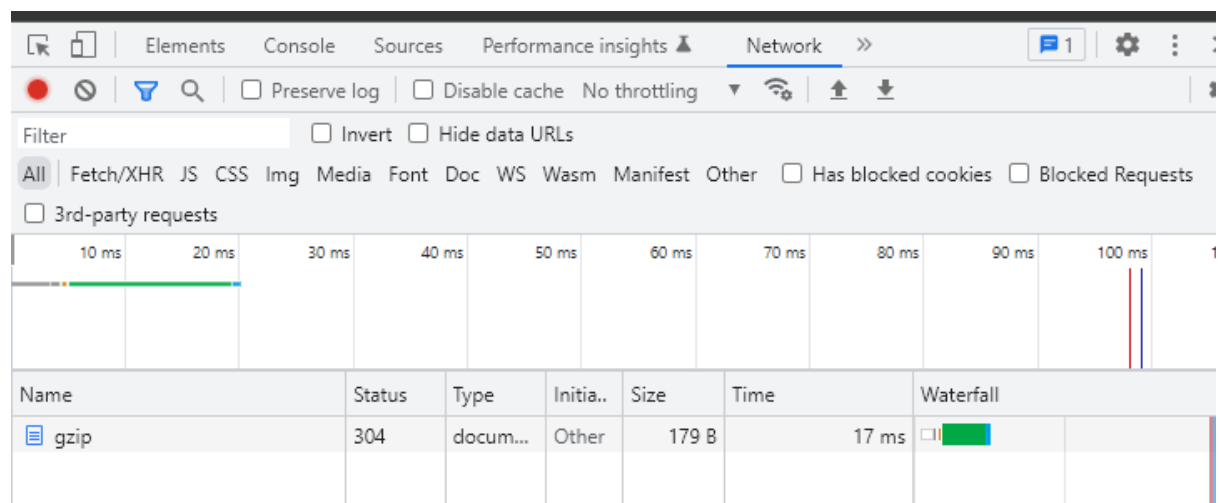 Elements Console Sources Performance insights Network 1
Preserve log Disable cache No throttling
Filter Invert Hide data URLs
All Fetch/XHR JS CSS Img Media Font Doc WS Wasm Manifest Other Has blocked cookies Blocked Requests
3rd-party requests
10 ms 20 ms 30 ms 40 ms 50 ms 60 ms 70 ms 80 ms 90 ms 100 ms 1
Name Status Type Initia.. Size Time Waterfall
gzip 304 docum... Other 179 B 17 ms